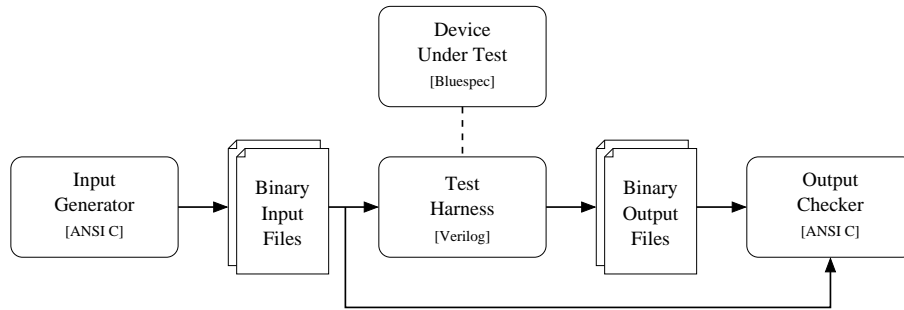 Device
Under Test
[Bluespec]
Input
Generator
[ANSI C]
Binary
Input
Files
Test
Harness
[Verilog]
Binary
Output
Files
Output
Checker
[ANSI C]